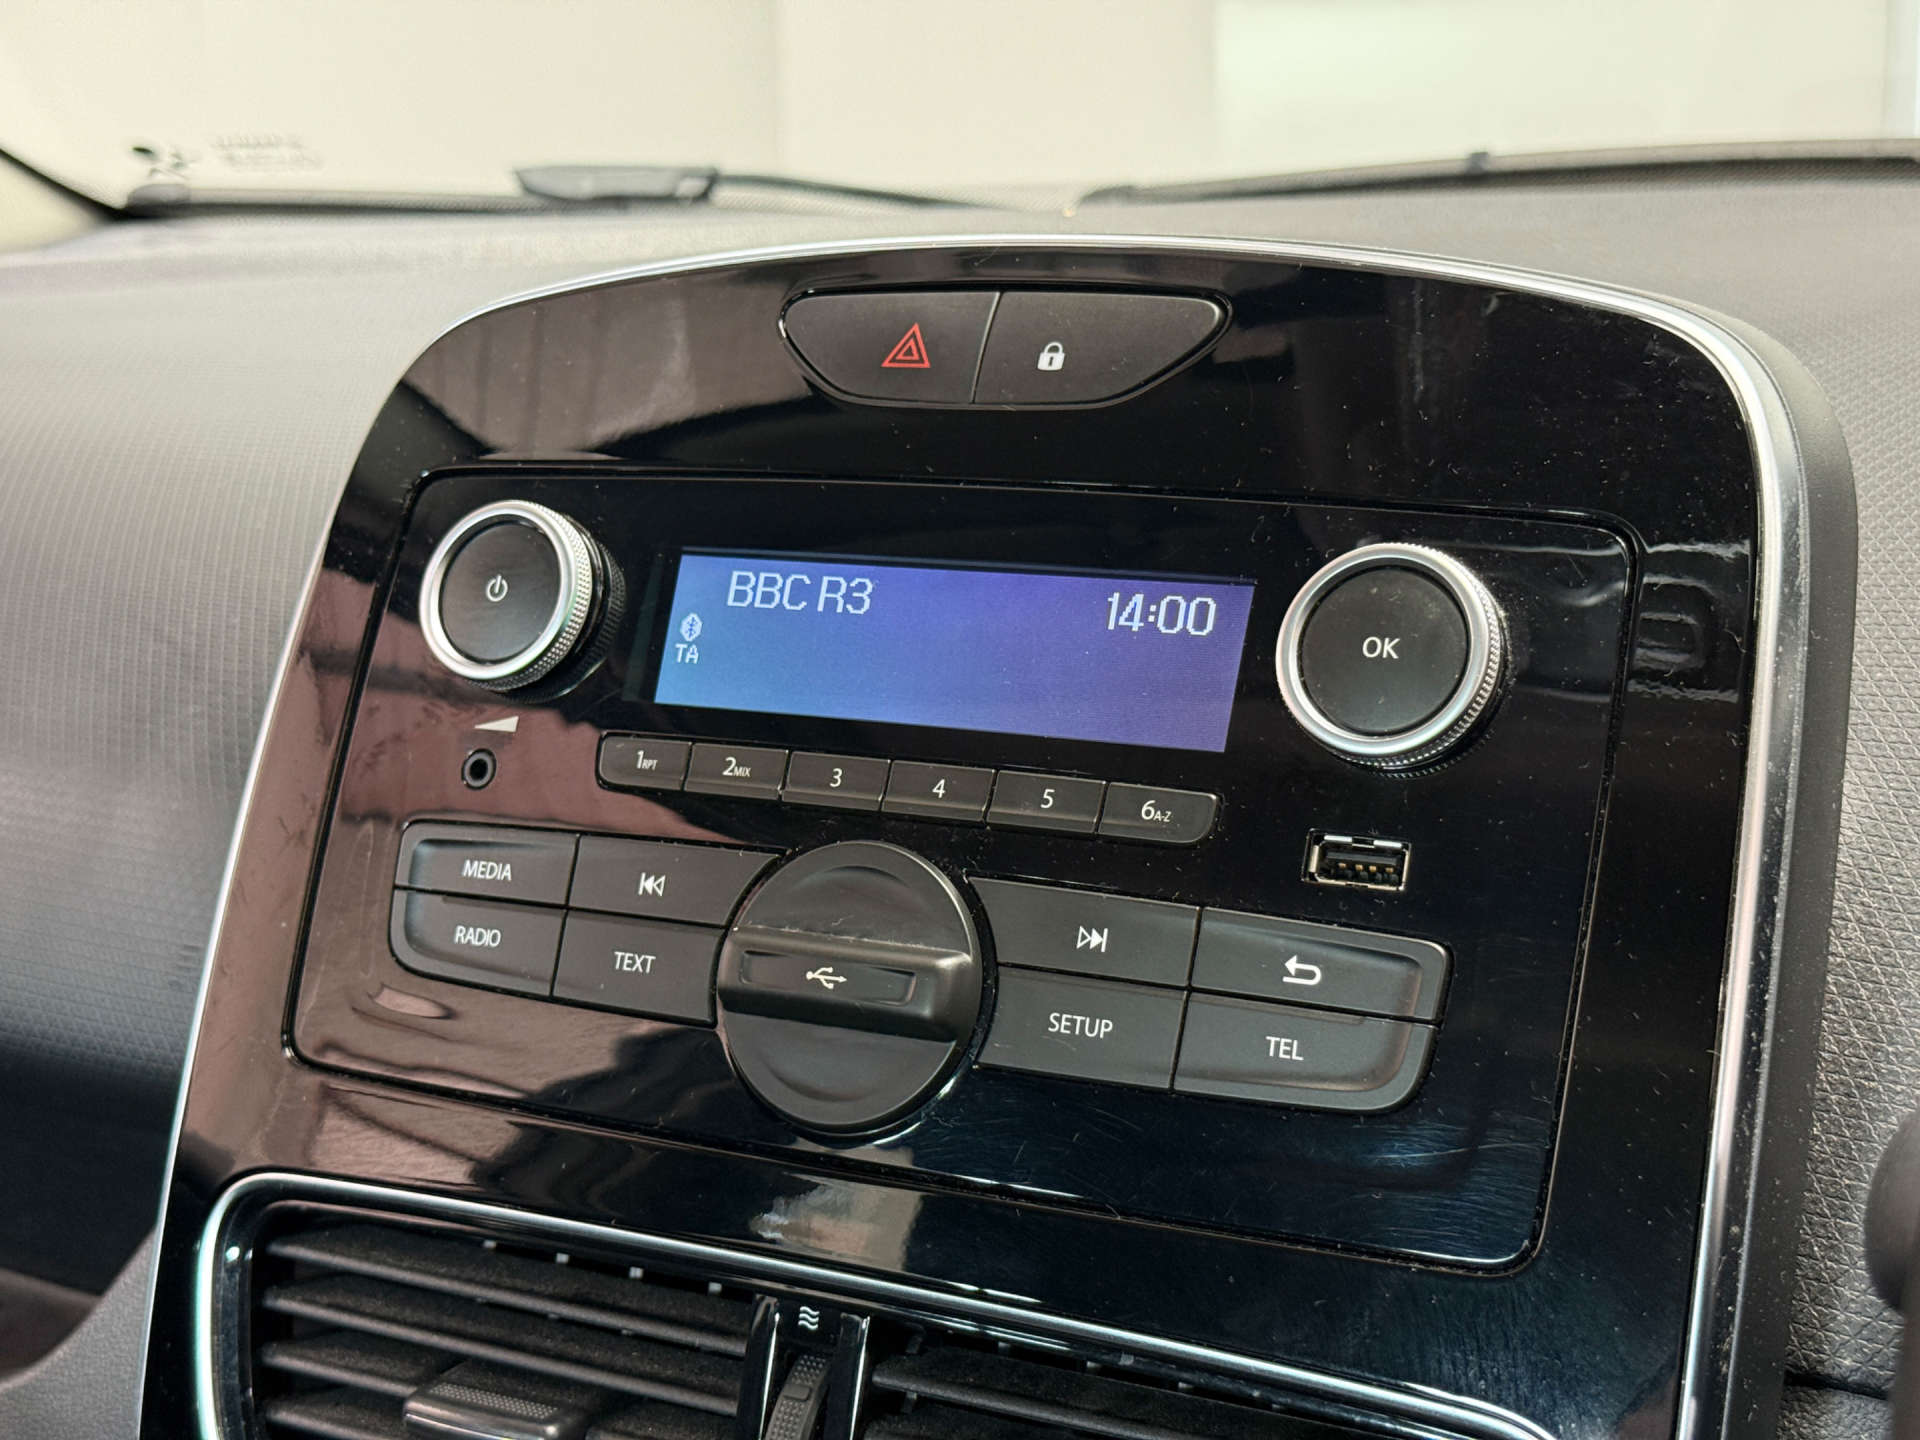 BBC R3
14:00
TA
1RPT
2MIX
3
4
5
6A-Z
MEDIA
RADIO
TEXT
SETUP
TEL
OK